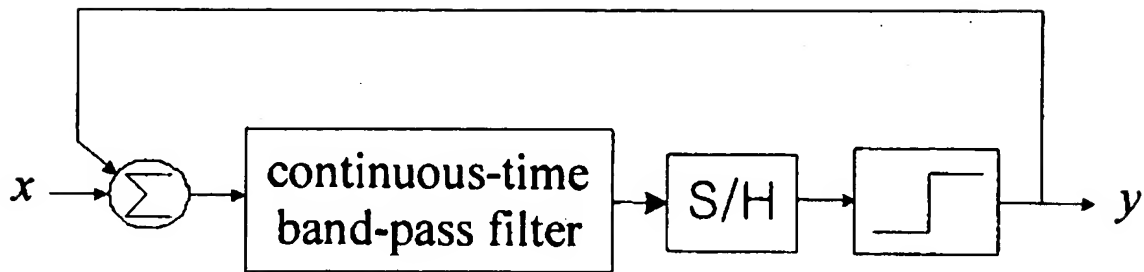 x
Σ
continuous-time
band-pass filter
S/H
y